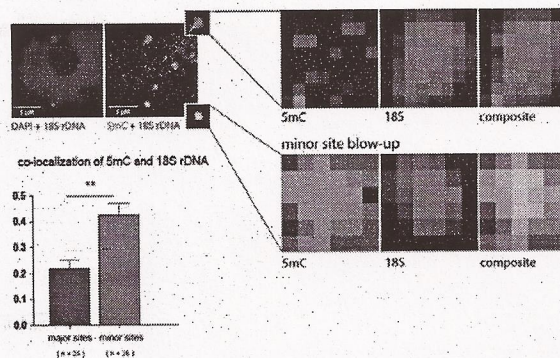 5 µM
5 µM
DAPI + 18S rDNA
5mC + 18S rDNA
5mC
18S
composite
minor site blow-up
5mC
18S
composite
co-localization of 5mC and 18S rDNA
**
0.5
0.4
0.3
0.2
0.1
0.0
major sites
minor sites